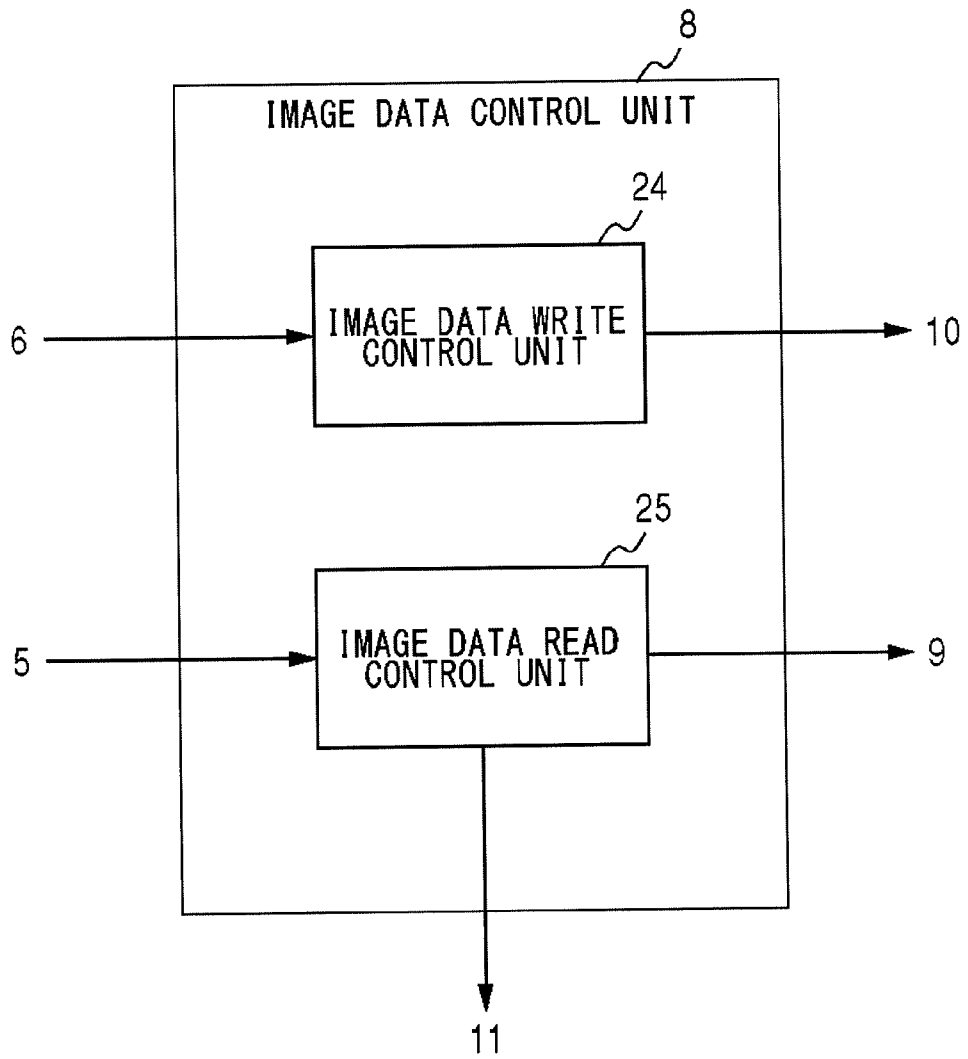 8
IMAGE DATA CONTROL UNIT
24
IMAGE DATA WRITE
CONTROL UNIT
6
10
25
IMAGE DATA READ
CONTROL UNIT
5
9
11